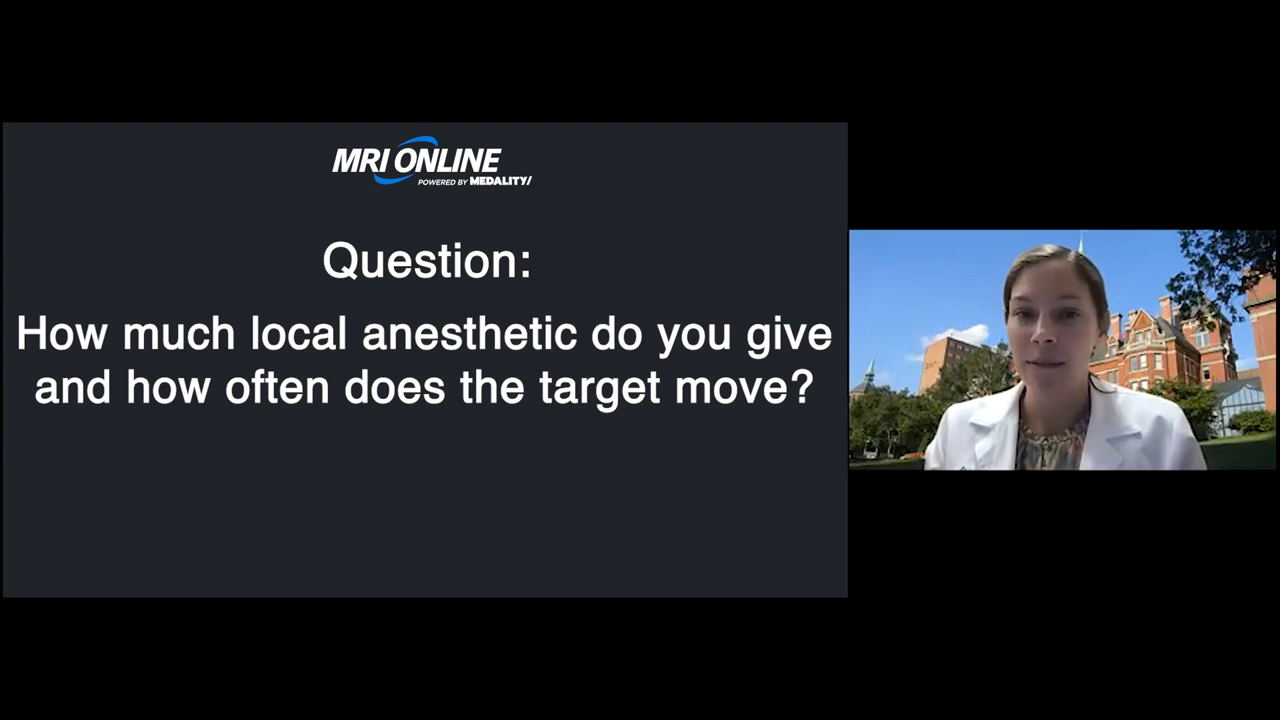 MRI ONLINE
POWERED BY MEDALITY/
Question:
How much local anesthetic do you give
and how often does the target move?